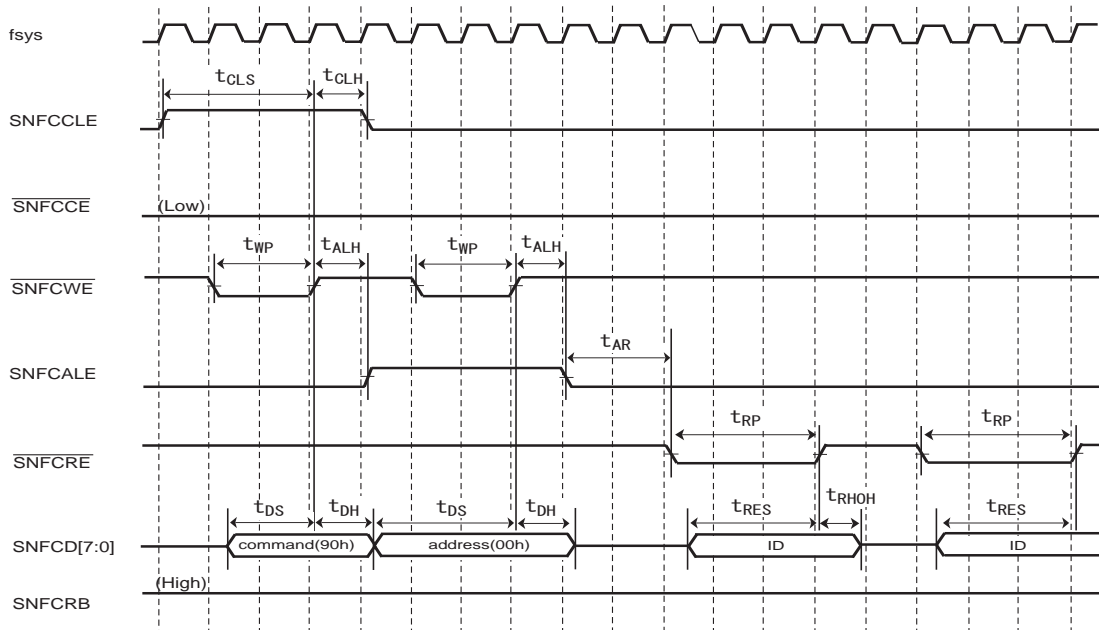 fsys
tCLS tCLH
SNFCCLE
SNFCCE (Low)
tWP tALH tWP tALH
SNFCWE
tAR
SNFCALE
tRP tRP
SNFCRE
tDS tDH tDS tDH tRES tRHOH tRES
SNFCD[7:0] command(90h) address(00h) ID ID
(High)
SNFCRB